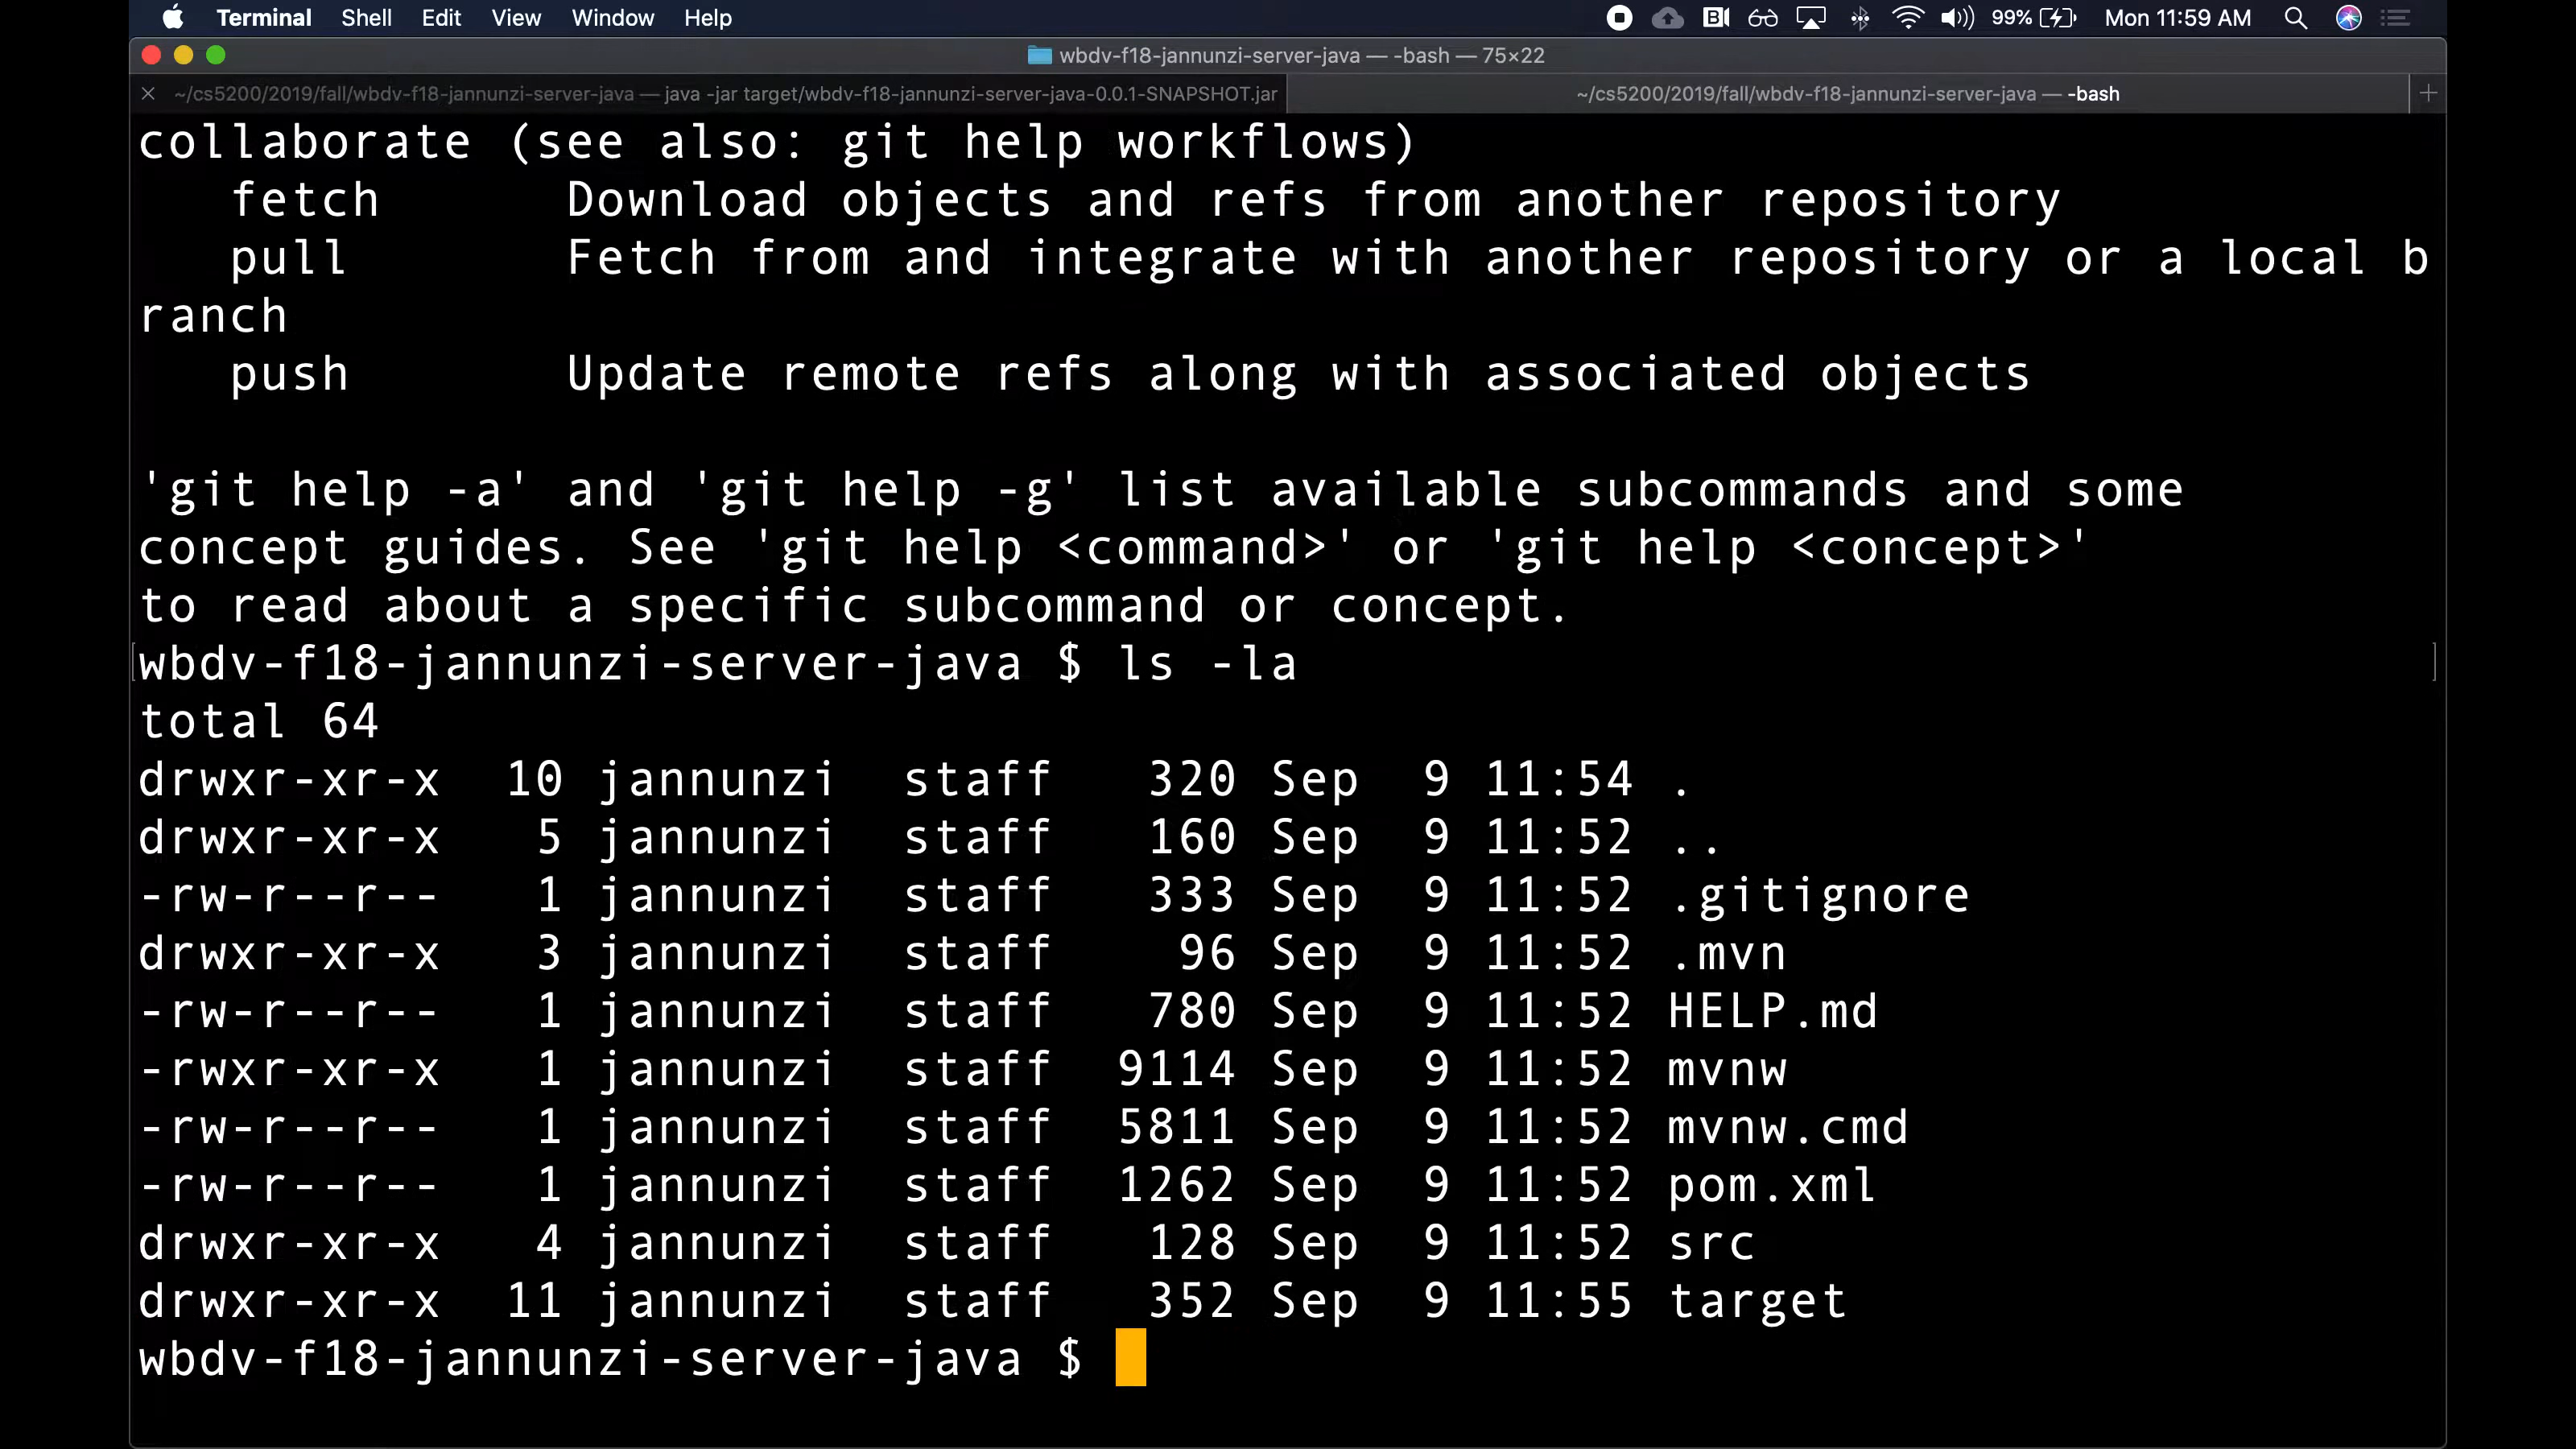 Terminal Shell Edit View Window Help 99% Mon 11:59 AM
wbdv-f18-jannunzi-server-java — -bash — 75×22
~/cs5200/2019/fall/wbdv-f18-jannunzi-server-java — java -jar target/wbdv-f18-jannunzi-server-java-0.0.1-SNAPSHOT.jar ~/cs5200/2019/fall/wbdv-f18-jannunzi-server-java — -bash
collaborate (see also: git help workflows)
   fetch      Download objects and refs from another repository
   pull       Fetch from and integrate with another repository or a local b
ranch
   push       Update remote refs along with associated objects

'git help -a' and 'git help -g' list available subcommands and some
concept guides. See 'git help <command>' or 'git help <concept>'
to read about a specific subcommand or concept.
[wbdv-f18-jannunzi-server-java $ ls -la ]
total 64
drwxr-xr-x  10 jannunzi  staff   320 Sep  9 11:54 .
drwxr-xr-x   5 jannunzi  staff   160 Sep  9 11:52 ..
-rw-r--r--   1 jannunzi  staff   333 Sep  9 11:52 .gitignore
drwxr-xr-x   3 jannunzi  staff    96 Sep  9 11:52 .mvn
-rw-r--r--   1 jannunzi  staff   780 Sep  9 11:52 HELP.md
-rwxr-xr-x   1 jannunzi  staff  9114 Sep  9 11:52 mvnw
-rw-r--r--   1 jannunzi  staff  5811 Sep  9 11:52 mvnw.cmd
-rw-r--r--   1 jannunzi  staff  1262 Sep  9 11:52 pom.xml
drwxr-xr-x   4 jannunzi  staff   128 Sep  9 11:52 src
drwxr-xr-x  11 jannunzi  staff   352 Sep  9 11:55 target
wbdv-f18-jannunzi-server-java $